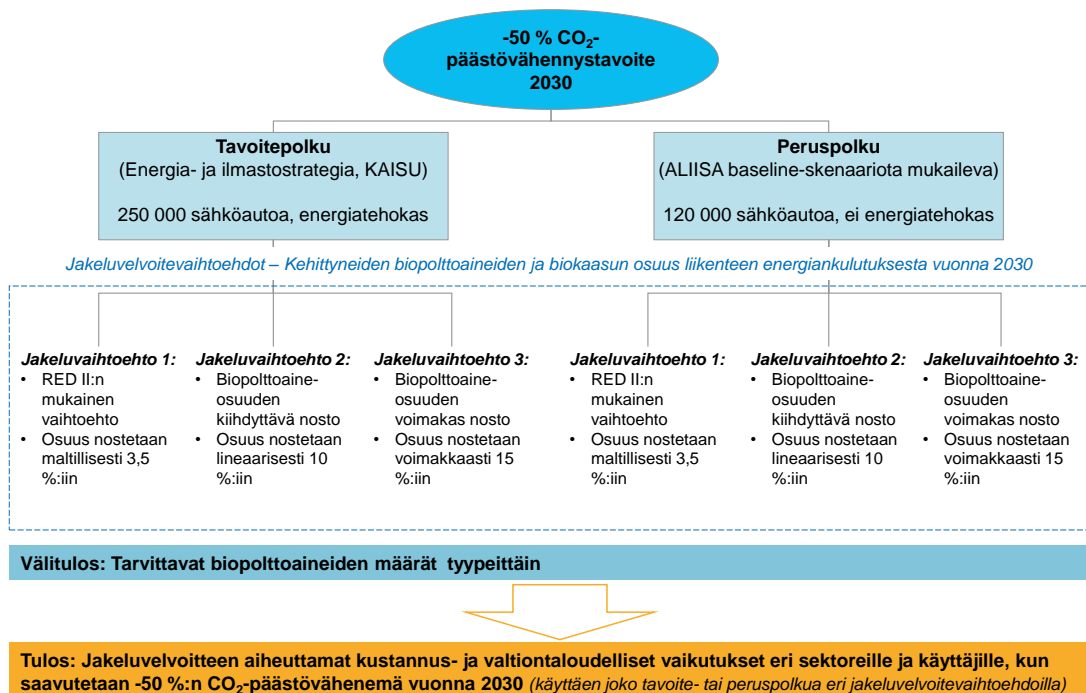 -50 % CO₂-
päästövähennystavoite
2030
Tavoitepolku
(Energia- ja ilmastostrategia, KAISU)
250 000 sähköautoa, energiatehokas
Peruspolku
(ALIISA baseline-skenaariota mukaileva)
120 000 sähköautoa, ei energiatehokas
Jakeluvelvoitevaihtoehdot – Kehittyneiden biopolttoaineiden ja biokaasun osuus liikenteen energiankulutuksesta vuonna 2030
Jakeluvaihtoehto 1:
• RED II:n
mukainen
vaihtoehto
• Osuus nostetaan
maltillisesti 3,5
%:iin
Jakeluvaihtoehto 2:
• Biopolttoaine-
osuuden
kiihdyttävä nosto
• Osuus nostetaan
lineaarisesti 10
%:iin
Jakeluvaihtoehto 3:
• Biopolttoaine-
osuuden
voimakas nosto
• Osuus nostetaan
voimakkaasti 15
%:iin
Jakeluvaihtoehto 1:
• RED II:n
mukainen
vaihtoehto
• Osuus nostetaan
maltillisesti 3,5
%:iin
Jakeluvaihtoehto 2:
• Biopolttoaine-
osuuden
kiihdyttävä nosto
• Osuus nostetaan
lineaarisesti 10
%:iin
Jakeluvaihtoehto 3:
• Biopolttoaine-
osuuden
voimakas nosto
• Osuus nostetaan
voimakkaasti 15
%:iin
Välitulos: Tarvittavat biopolttoaineiden määrät tyypeittäin
Tulos: Jakeluvelvoitteen aiheuttamat kustannus- ja valtiontaloudelliset vaikutukset eri sektoreille ja käyttäjille, kun
saavutetaan -50 %:n CO₂-päästövähenemä vuonna 2030 (käyttäen joko tavoite- tai peruspolkua eri jakeluvelvoitevaihtoehdoilla)